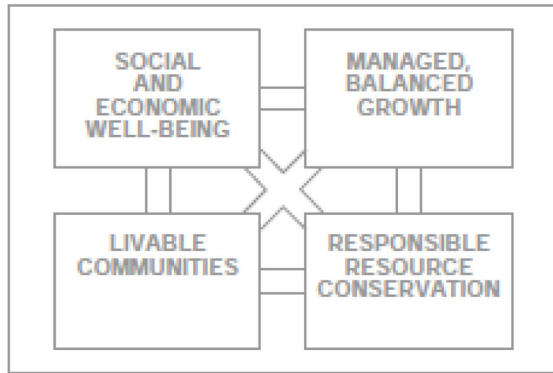 SOCIAL
AND
ECONOMIC
WELL-BEING
MANAGED,
BALANCED
GROWTH
LIVABLE
COMMUNITIES
RESPONSIBLE
RESOURCE
CONSERVATION